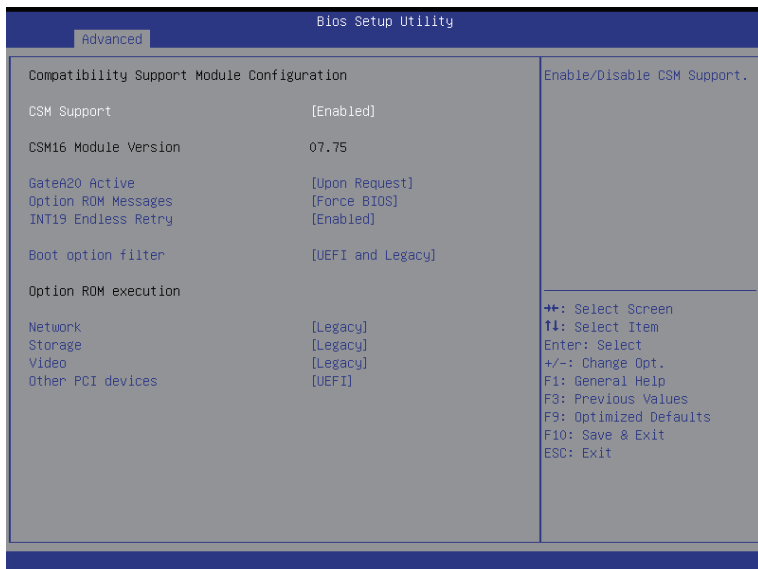 Bios Setup Utility
Advanced
Compatibility Support Module Configuration
CSM Support [Enabled]
CSM16 Module Version 07.75
GateA20 Active [Upon Request]
Option ROM Messages [Force BIOS]
INT19 Endless Retry [Enabled]
Boot option filter [UEFI and Legacy]
Option ROM execution
Network [Legacy]
Storage [Legacy]
Video [Legacy]
Other PCI devices [UEFI]
Enable/Disable CSM Support.
→←: Select Screen
↑↓: Select Item
Enter: Select
+/-: Change Opt.
F1: General Help
F3: Previous Values
F9: Optimized Defaults
F10: Save & Exit
ESC: Exit